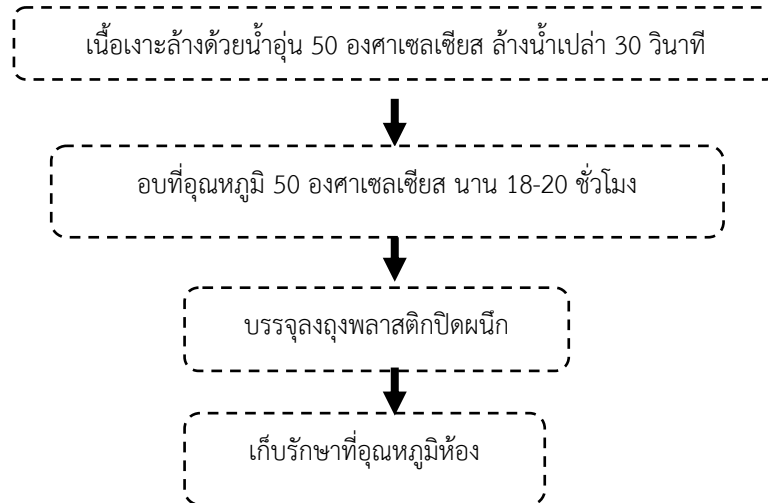 เนื้อเงาะล้างด้วยน้ำอุ่น 50 องศาเซลเซียส ล้างน้ำเปล่า 30 วินาที
อบที่อุณหภูมิ 50 องศาเซลเซียส นาน 18-20 ชั่วโมง
บรรจุลงถุงพลาสติกปิดผนึก
เก็บรักษาที่อุณหภูมิห้อง